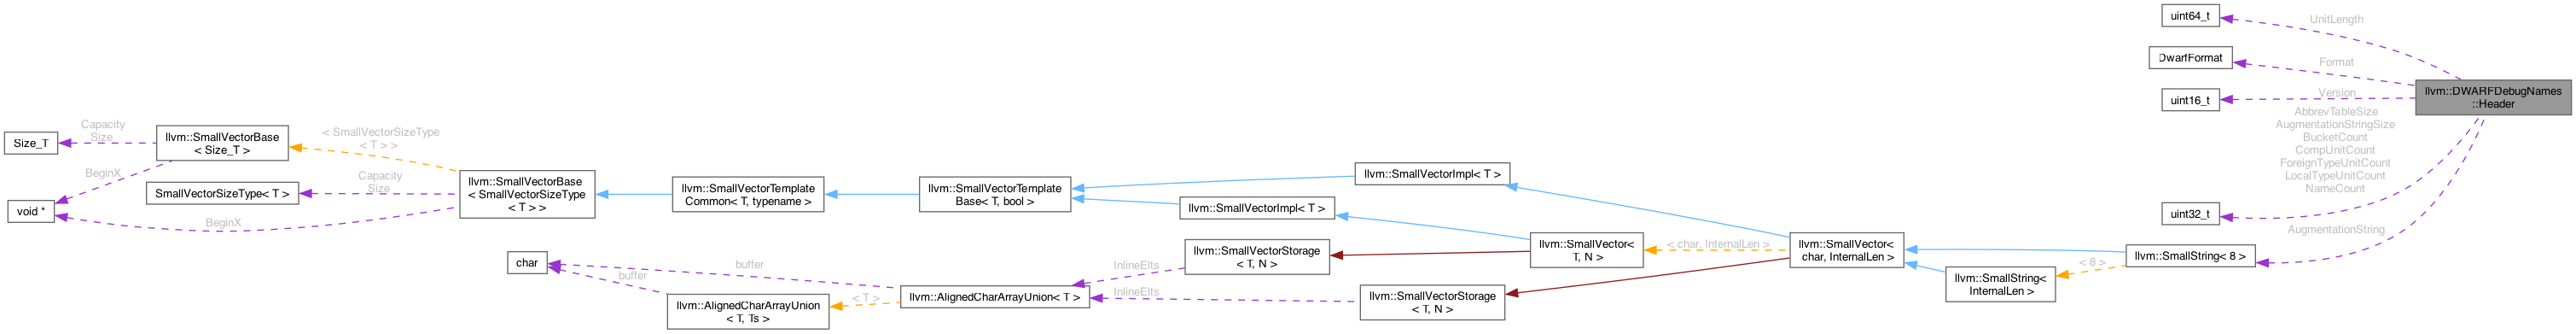 uint64_t
UnitLength
DwarfFormat
Format
llvm::DWARFDebugNames
::Header
uint16_t
Version
AbbrevTableSize
AugmentationStringSize
BucketCount
CompUnitCount
ForeignTypeUnitCount
LocalTypeUnitCount
NameCount
uint32_t
AugmentationString
Size_T
Capacity
Size
llvm::SmallVectorBase
< Size_T >
< SmallVectorSizeType
< T > >
BeginX
SmallVectorSizeType< T >
Capacity
Size
void *
BeginX
llvm::SmallVectorBase
< SmallVectorSizeType
< T > >
llvm::SmallVectorTemplate
Common< T, typename >
llvm::SmallVectorTemplate
Base< T, bool >
llvm::SmallVectorImpl< T >
llvm::SmallVectorImpl< T >
char
buffer
buffer
llvm::AlignedCharArrayUnion
< T, Ts >
< T >
llvm::AlignedCharArrayUnion< T >
InlineElts
InlineElts
llvm::SmallVectorStorage
< T, N >
llvm::SmallVectorStorage
< T, N >
llvm::SmallVector<
T, N >
< char, InternalLen >
llvm::SmallVector<
char, InternalLen >
llvm::SmallString<
InternalLen >
< 8 >
llvm::SmallString< 8 >